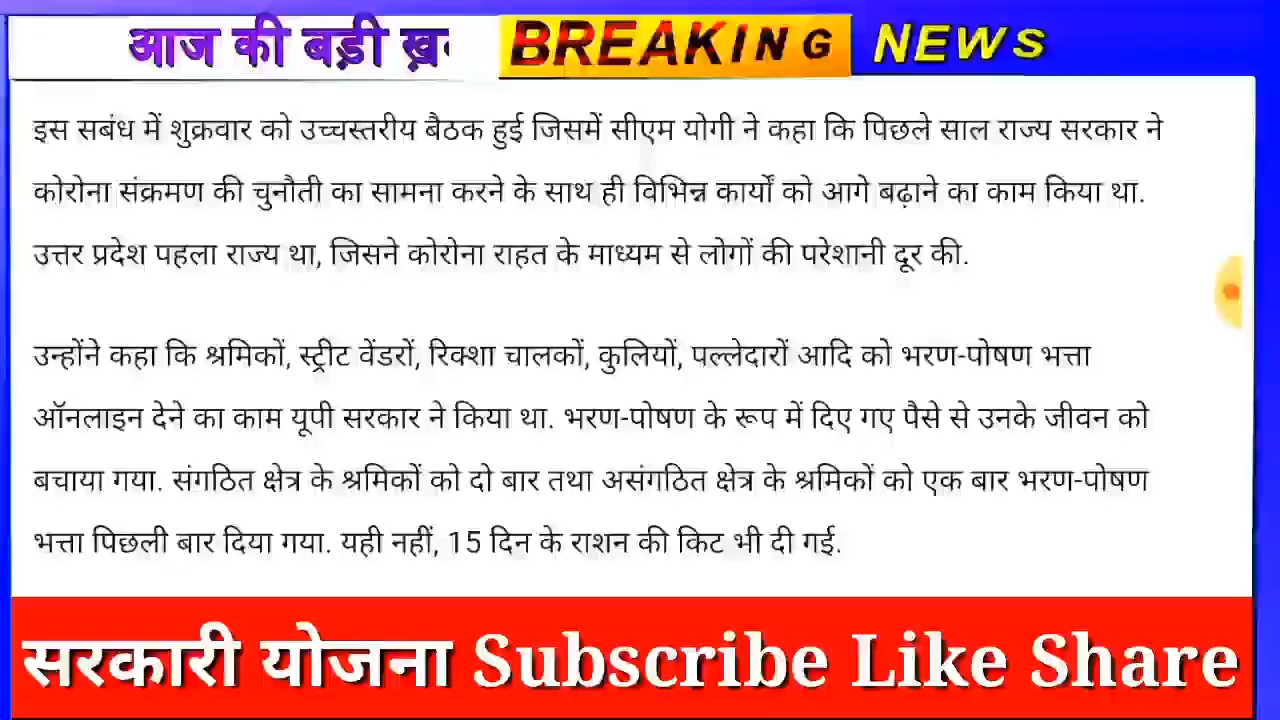 आज की बड़ी BREAKING NEWS
इस सबंध में शुक्रवार को उच्चस्तरीय बैठक हुई जिसमें सीएम योगी ने कहा कि पिछले साल राज्य सरकार ने
कोरोना संक्रमण की चुनौती का सामना करने के साथ ही विभिन्न कार्यों को आगे बढ़ाने का काम किया था.
उत्तर प्रदेश पहला राज्य था, जिसने कोरोना राहत के माध्यम से लोगों की परेशानी दूर की.
उन्होंने कहा कि श्रमिकों, स्ट्रीट वेंडरों, रिक्शा चालकों, कुलियों, पल्लेदारों आदि को भरण-पोषण भत्ता
ऑनलाइन देने का काम यूपी सरकार ने किया था. भरण-पोषण के रूप में दिए गए पैसे से उनके जीवन को
बचाया गया. संगठित क्षेत्र के श्रमिकों को दो बार तथा असंगठित क्षेत्र के श्रमिकों को एक बार भरण-पोषण
भत्ता पिछली बार दिया गया. यही नहीं, 15 दिन के राशन की किट भी दी गई.
सरकारी योजना Subscribe Like Share